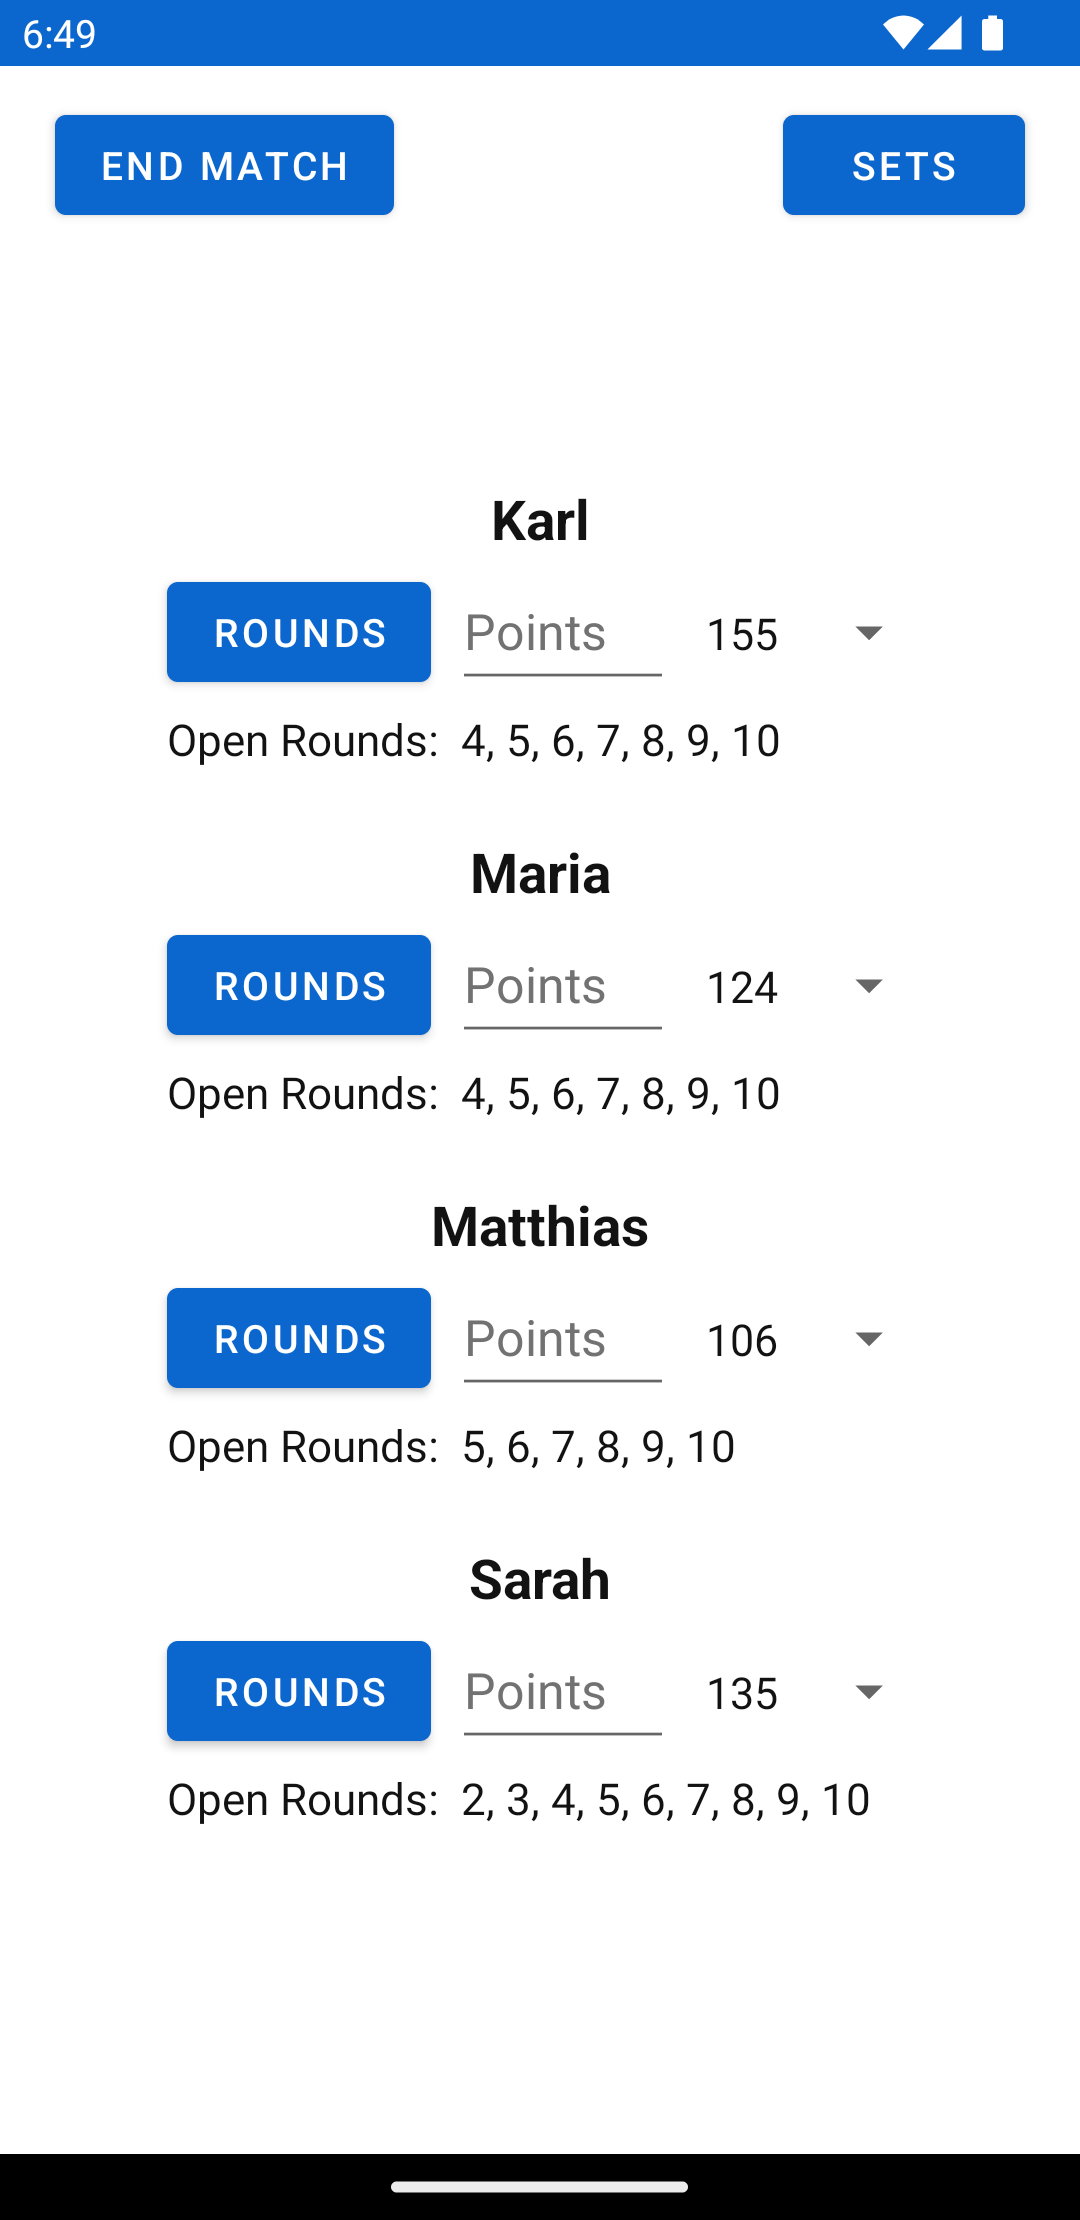 6:49
END MATCH SETS
Karl
ROUNDS Points 155
Open Rounds: 4, 5, 6, 7, 8, 9, 10
Maria
ROUNDS Points 124
Open Rounds: 4, 5, 6, 7, 8, 9, 10
Matthias
ROUNDS Points 106
Open Rounds: 5, 6, 7, 8, 9, 10
Sarah
ROUNDS Points 135
Open Rounds: 2, 3, 4, 5, 6, 7, 8, 9, 10